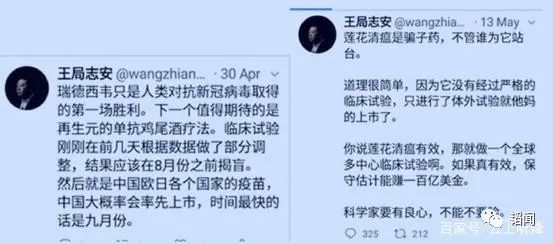 王局志安 @wangzhian... · 30 Apr
瑞德西韦只是人类对抗新冠病毒取得
的第一场胜利。下一个值得期待的是
再生元的单抗鸡尾酒疗法。临床试验
刚刚在前几天根据数据做了部分调
整，结果应该在8月份之前揭盲。
然后就是中国欧日各个国家的疫苗，
中国大概率会率先上市，时间最快的
话是九月份。
王局志安 @wangzhian... · 13 May
莲花清瘟是骗子药，不管谁为它站
台。
道理很简单，因为它没有经过严格的
临床试验，只进行了体外试验就他妈
的上市了。
你说莲花清瘟有效，那就做一个全球
多中心临床试验啊。如果真有效，保
守估计能赚一百亿美金。
科学家要有良心，不能不要
325
212
百家号
韬闻